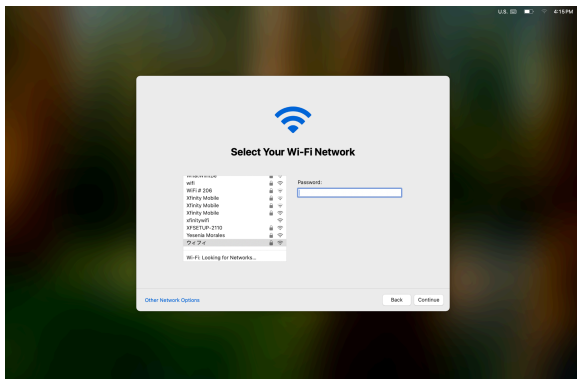 U.S. 4:15 PM
Select Your Wi-Fi Network
wifi
WiFi # 206
Xfinity Mobile
Xfinity Mobile
Xfinity Mobile
xfinitywifi
XFSETUP-2110
Yesenia Morales
ウィフィ
Wi-Fi: Looking for Networks...
Password:
Other Network Options
Back Continue